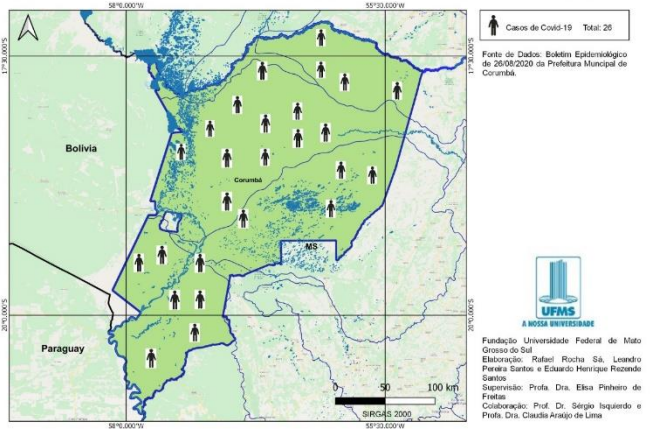 58°0.000'W
55°30.000'W
Casos de Covid-19 Total: 26
17°30.000'S
17°30.000'S
Fonte de Dados: Boletim Epidemiológico
de 26/08/2020 da Prefeitura Muncipal de
Corumbá.
Bolivia
Corumbá
MS
UFMS
A NOSSA UNIVERSIDADE
20°0.000'S
20°0.000'S
Paraguay
Fundação Universidade Federal de Mato
Grosso do Sul
Elaboração: Rafael Rocha Sá, Leandro
Pereira Santos e Eduardo Henrique Rezende
Santos
Supervisão: Profa. Dra. Elisa Pinheiro de
Freitas
Colaboração: Prof. Dr. Sérgio Isquierdo e
Profa. Dra. Claudia Araújo de Lima
0 50 100 km
SIRGAS 2000
58°0.000'W
55°30.000'W